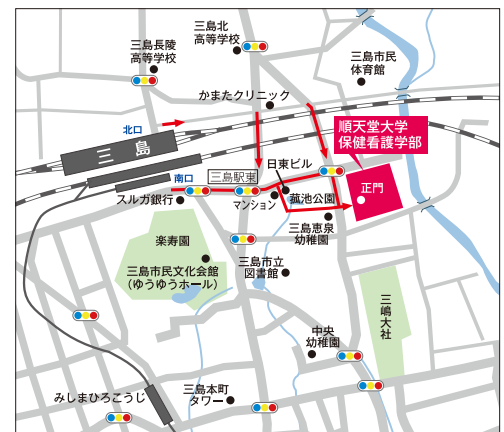 三島北
高等学校
三島長陵
高等学校
三島市民
体育館
かまたクリニック
北口
順天堂大学
保健看護学部
三島
日東ビル
南口
三島駅東
正門
スルガ銀行
マンション
菰池公園
三島恵泉
幼稚園
楽寿園
三島市民文化会館
(ゆうゆうホール)
三島市立
図書館
三嶋大社
中央
幼稚園
みしまひろこうじ
三島本町
タワー